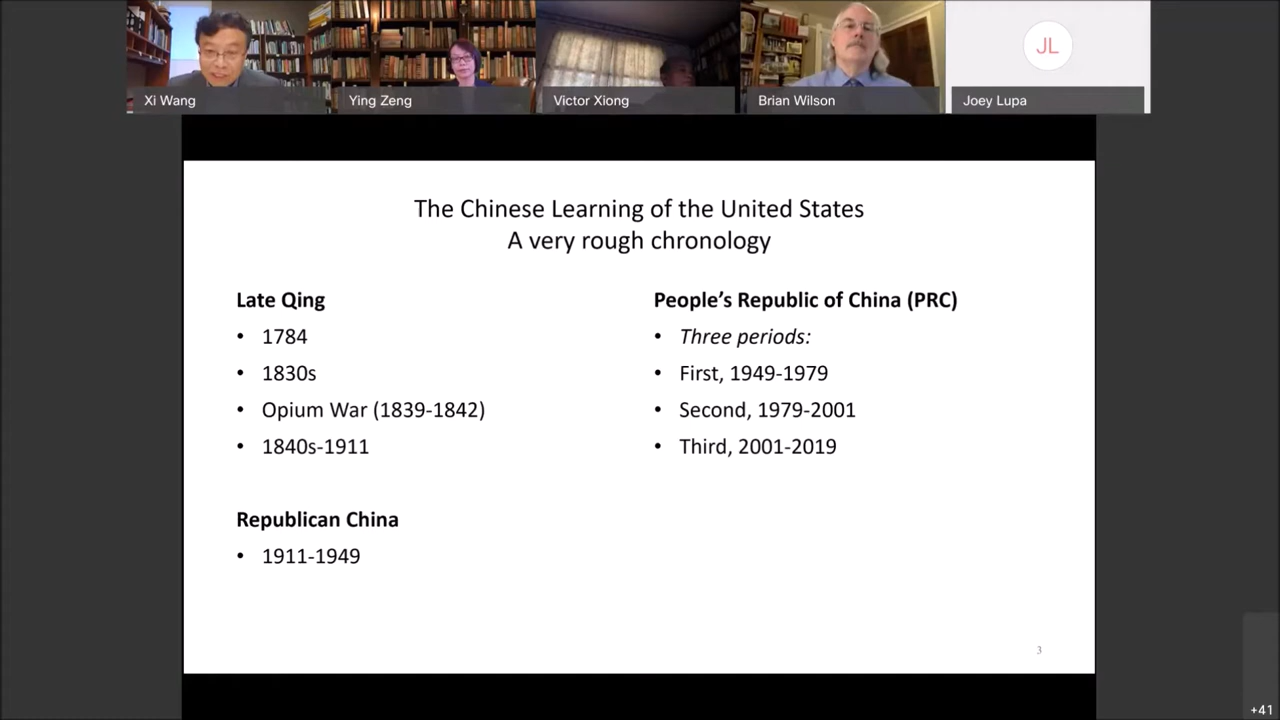 Xi Wang
Ying Zeng
Victor Xiong
Brian Wilson
JL
Joey Lupa
The Chinese Learning of the United States
A very rough chronology
Late Qing
• 1784
• 1830s
• Opium War (1839-1842)
• 1840s-1911
Republican China
• 1911-1949
People’s Republic of China (PRC)
• Three periods:
• First, 1949-1979
• Second, 1979-2001
• Third, 2001-2019
3
+41